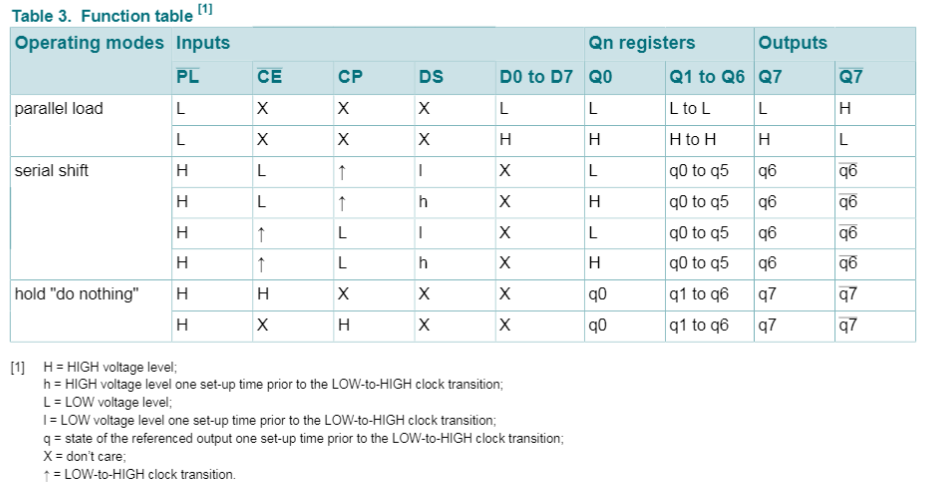 Table 3. Function table [1]
Operating modes Inputs Qn registers Outputs
PL CE CP DS D0 to D7 Q0 Q1 to Q6 Q7 Q7
parallel load L X X X L L L to L L H
L X X X H H H to H H L
serial shift H L ↑ l X L q0 to q5 q6 q6
H L ↑ h X H q0 to q5 q6 q6
H ↑ L l X L q0 to q5 q6 q6
H ↑ L h X H q0 to q5 q6 q6
hold "do nothing" H H X X X q0 q1 to q6 q7 q7
H X H X X q0 q1 to q6 q7 q7
[1] H = HIGH voltage level;
h = HIGH voltage level one set-up time prior to the LOW-to-HIGH clock transition;
L = LOW voltage level;
l = LOW voltage level one set-up time prior to the LOW-to-HIGH clock transition;
q = state of the referenced output one set-up time prior to the LOW-to-HIGH clock transition;
X = don't care;
↑ = LOW-to-HIGH clock transition.